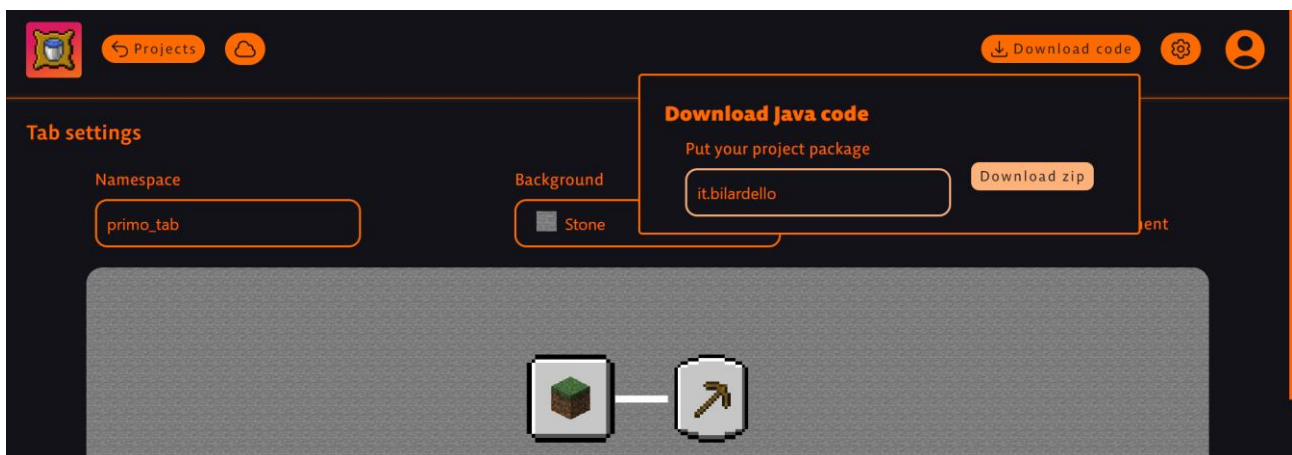 Projects
Download code
Download Java code
Put your project package
it.bilardello
Download zip
Tab settings
Namespace
primo_tab
Background
Stone
ent